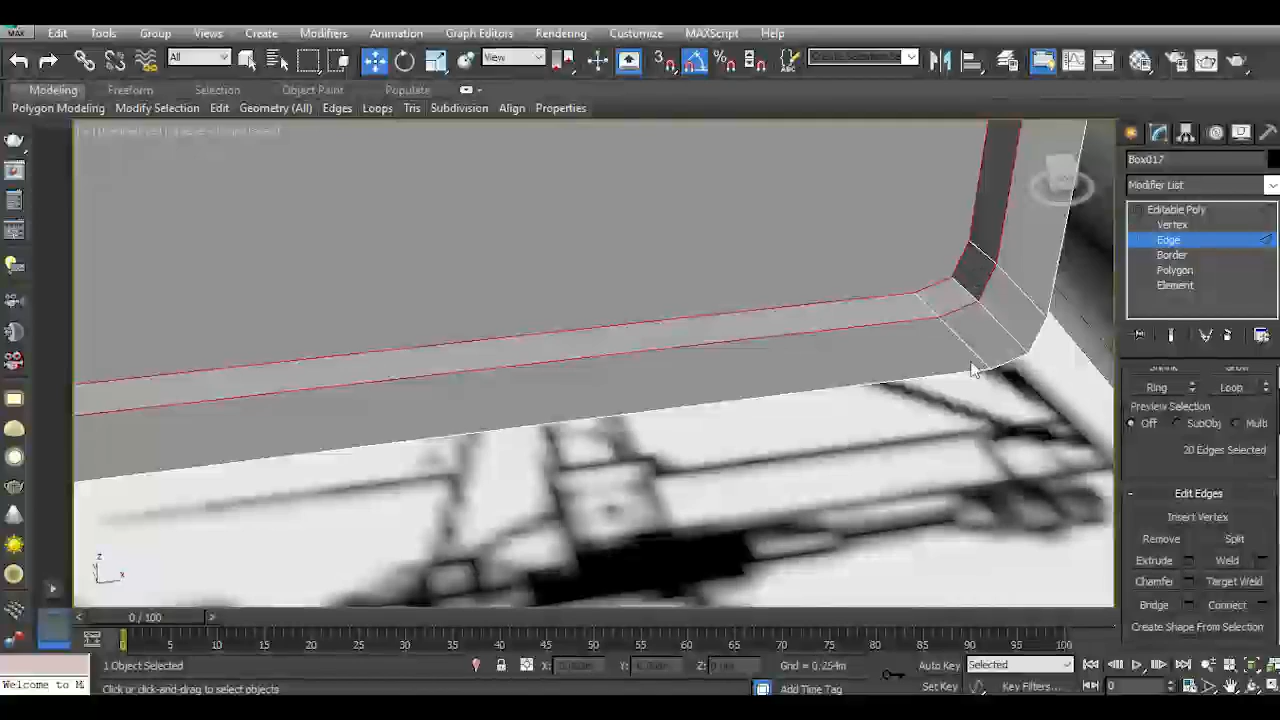 MAX Edit Tools Group Views Create Modifiers Animation Graph Editors Rendering Customize MAXScript Help
All View 3 ABC
Modeling Freeform Selection Object Paint Populate
Polygon Modeling Modify Selection Edit Geometry (All) Edges Loops Tris Subdivision Align Properties
Box017
Modifier List
Editable Poly
Vertex
Edge
Border
Polygon
Element
Ring Loop
Preview Selection
Off SubObj Multi
20 Edges Selected
Edit Edges
Insert Vertex
Remove Split
Extrude Weld
Chamfer Target Weld
Bridge Connect
Create Shape From Selection
z
x
0 / 100
0 5 10 15 20 25 30 35 40 45 50 55 60 65 70 75 80 85 90 95 100
1 Object Selected X: Y: Z: Grid = 0.254m Auto Key Selected
Welcome to M Click or click-and-drag to select objects Add Time Tag Set Key Key Filters... 0